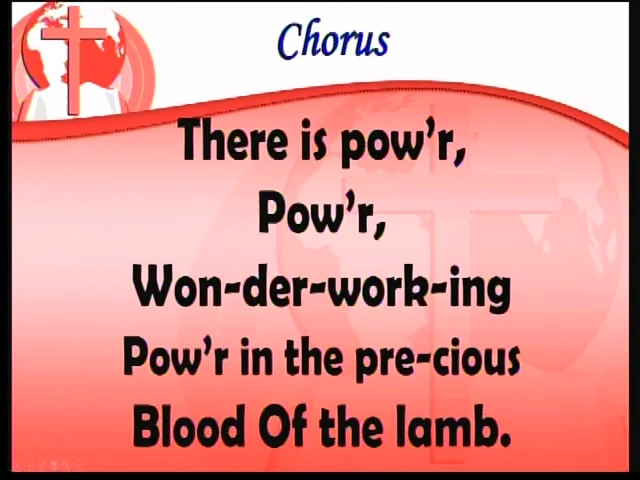 Chorus
There is pow'r,
Pow'r,
Won-der-work-ing
Pow'r in the pre-cious
Blood Of the lamb.